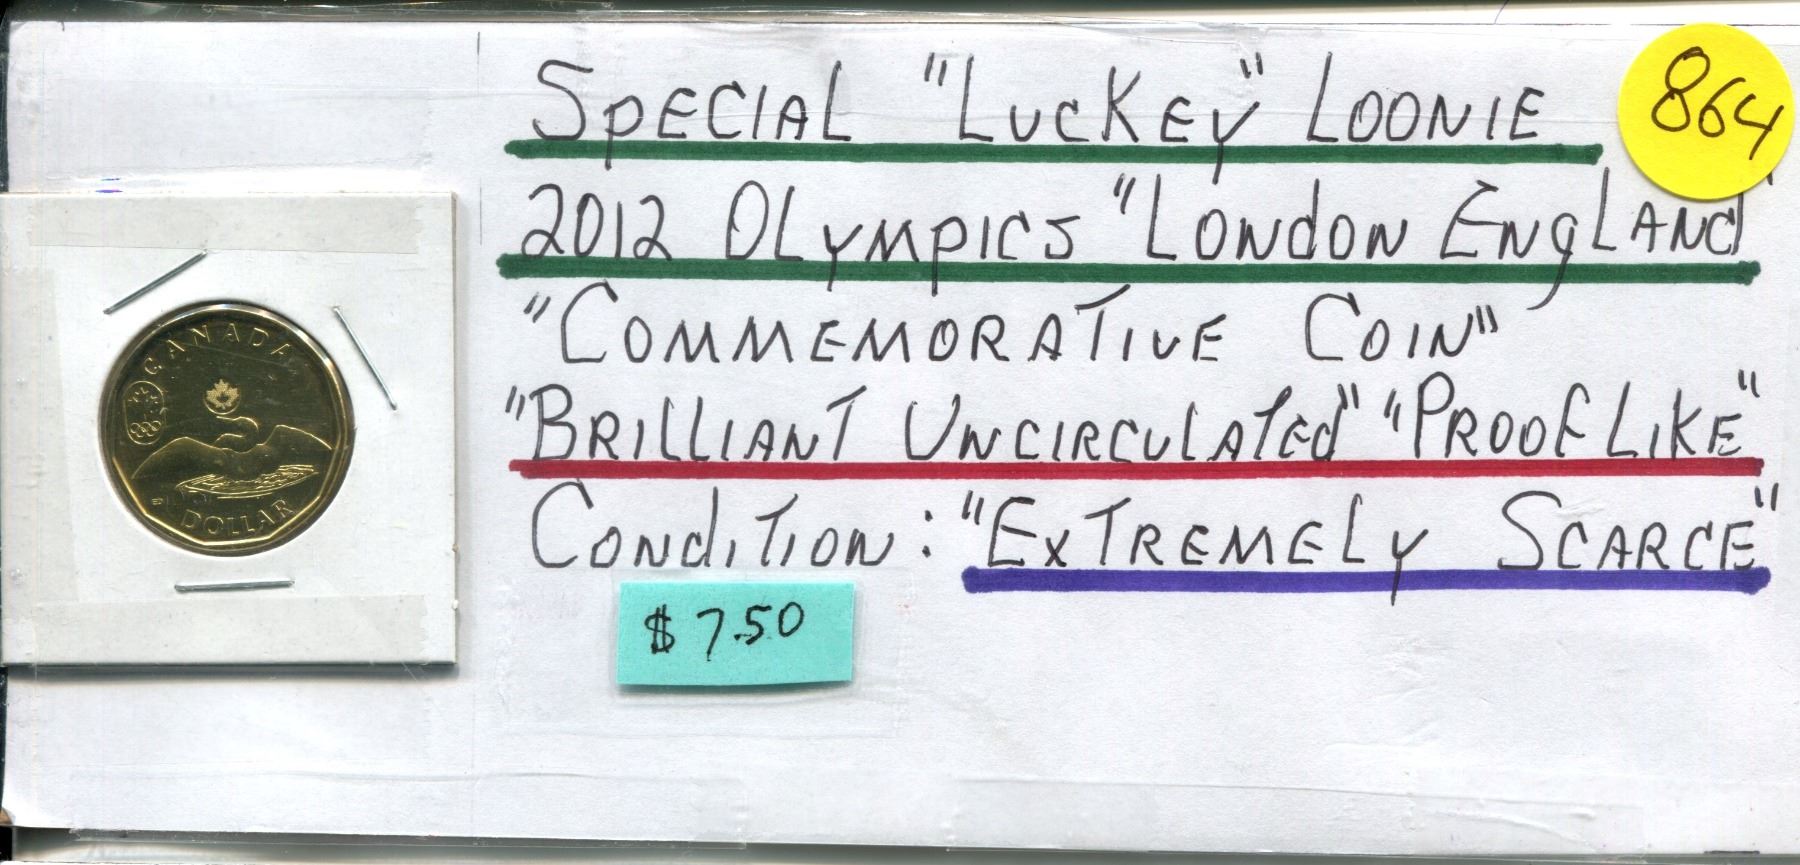 SPECIAL "LUCKEY" LOONIE
864
2012 OLYMPICS "LONDON ENGLAND"
"COMMEMORATIVE COIN"
"BRILLIANT UNCIRCULATED" "PROOF LIKE"
CONDITION: "EXTREMELY SCARCE"
$7.50
CANADA
DOLLAR